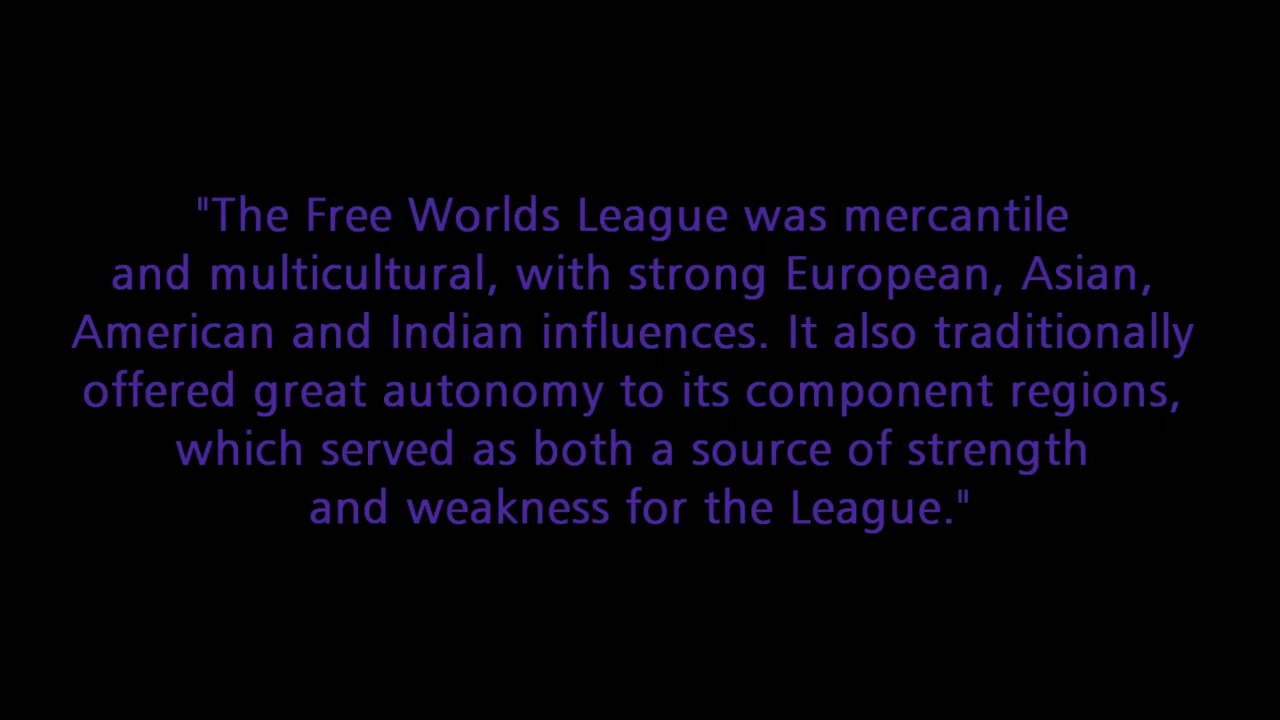 "The Free Worlds League was mercantile
and multicultural, with strong European, Asian,
American and Indian influences. It also traditionally
offered great autonomy to its component regions,
which served as both a source of strength
and weakness for the League."